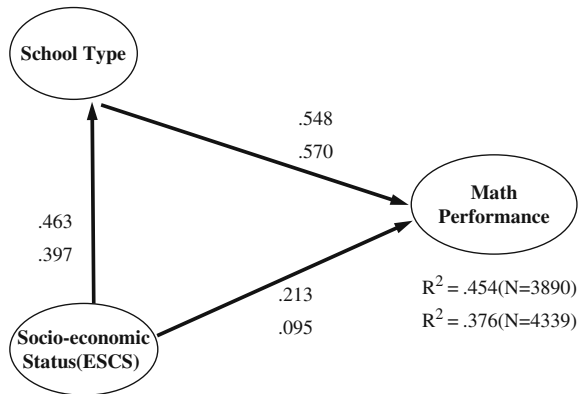 School Type
.548
.570
Math
Performance
.463
.397
R² = .454(N=3890)
.213
R² = .376(N=4339)
.095
Socio-economic
Status(ESCS)